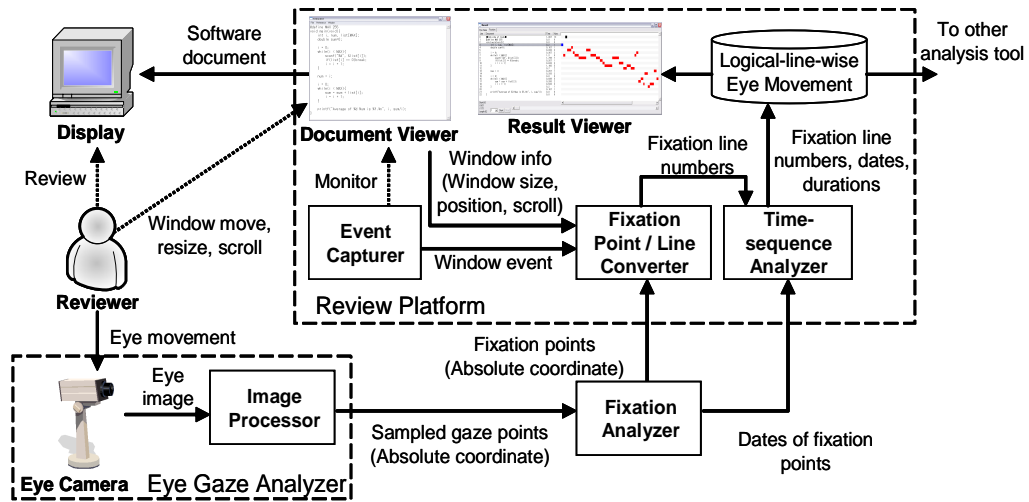 Software
document
Display
Document Viewer
Result Viewer
Logical-line-wise
Eye Movement
To other
analysis tool
Review
Window move,
resize, scroll
Monitor
Window info
(Window size,
position, scroll)
Fixation line
numbers
Fixation line
numbers, dates,
durations
Event
Capturer
Window event
Fixation
Point / Line
Converter
Time-
sequence
Analyzer
Reviewer
Review Platform
Eye movement
Eye
image
Image
Processor
Fixation points
(Absolute coordinate)
Sampled gaze points
(Absolute coordinate)
Fixation
Analyzer
Dates of fixation
points
Eye Camera
Eye Gaze Analyzer